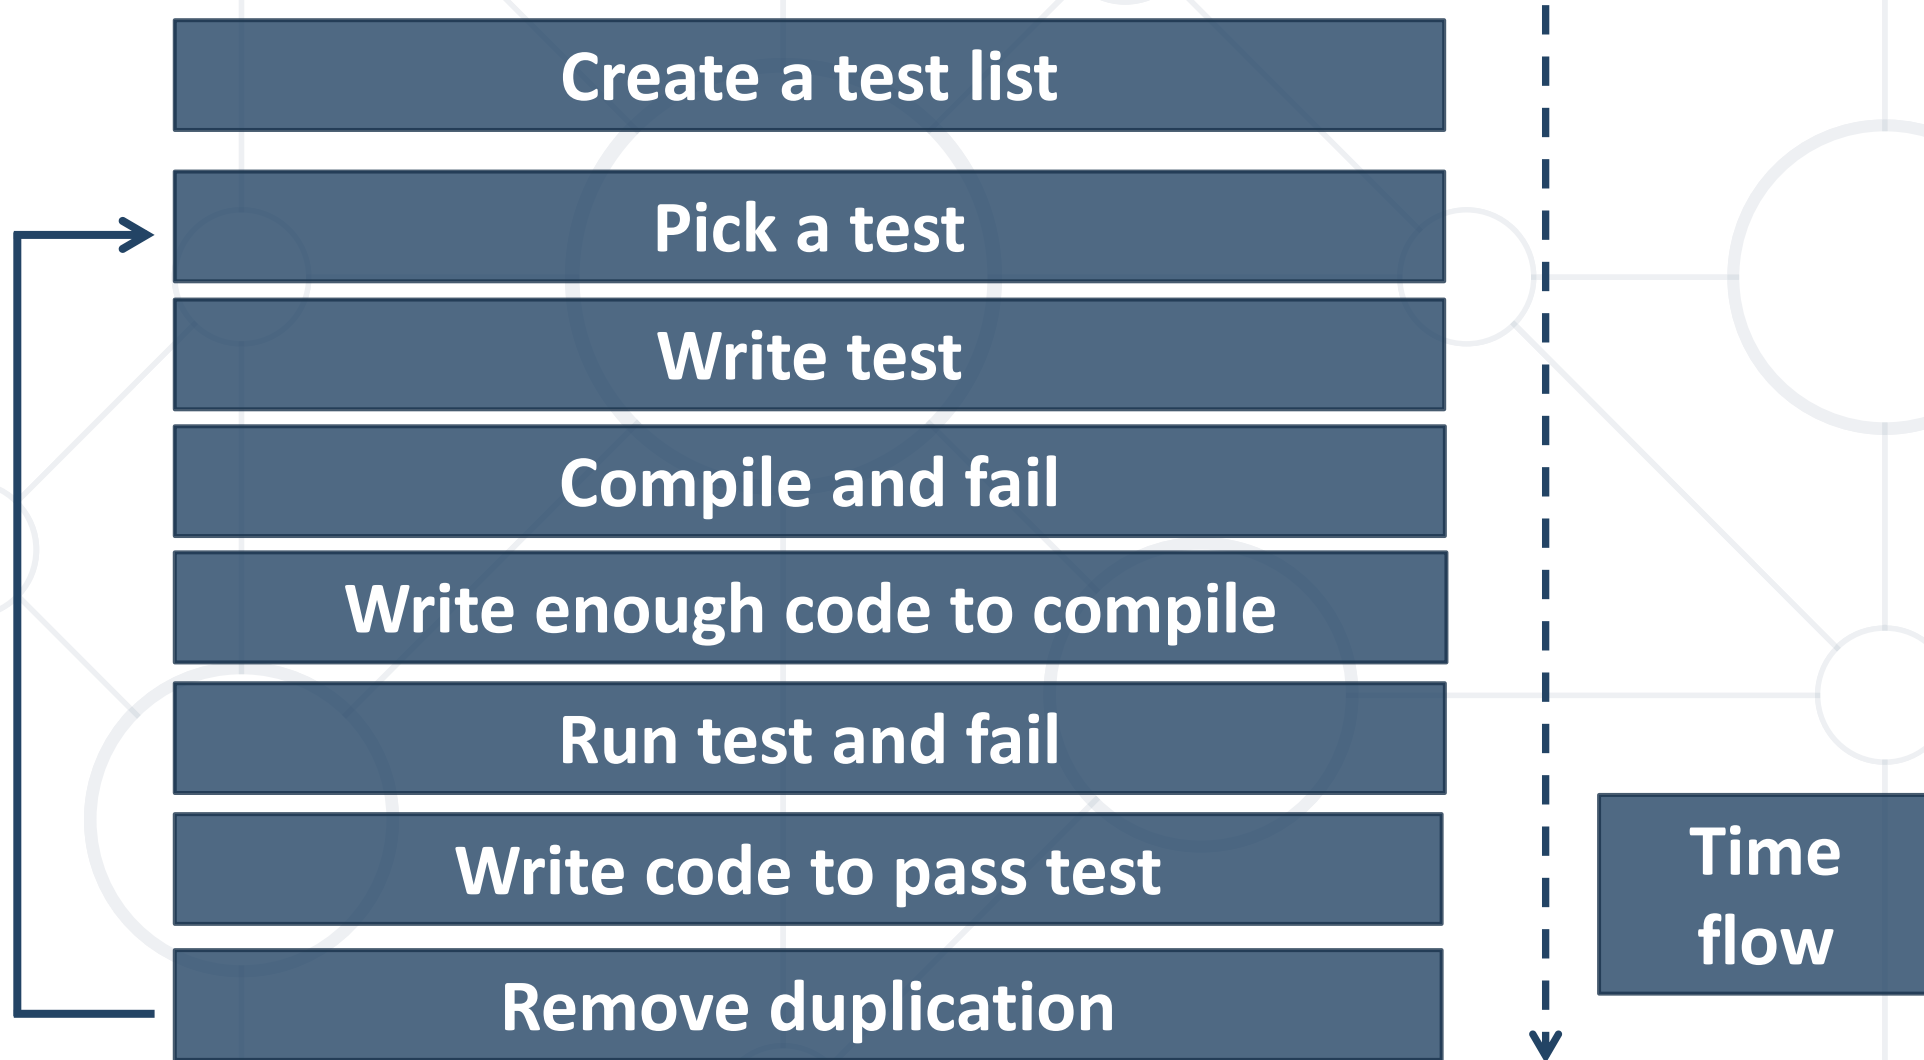 Create a test list
Pick a test
Write test
Compile and fail
Write enough code to compile
Run test and fail
Write code to pass test
Remove duplication
Time
flow